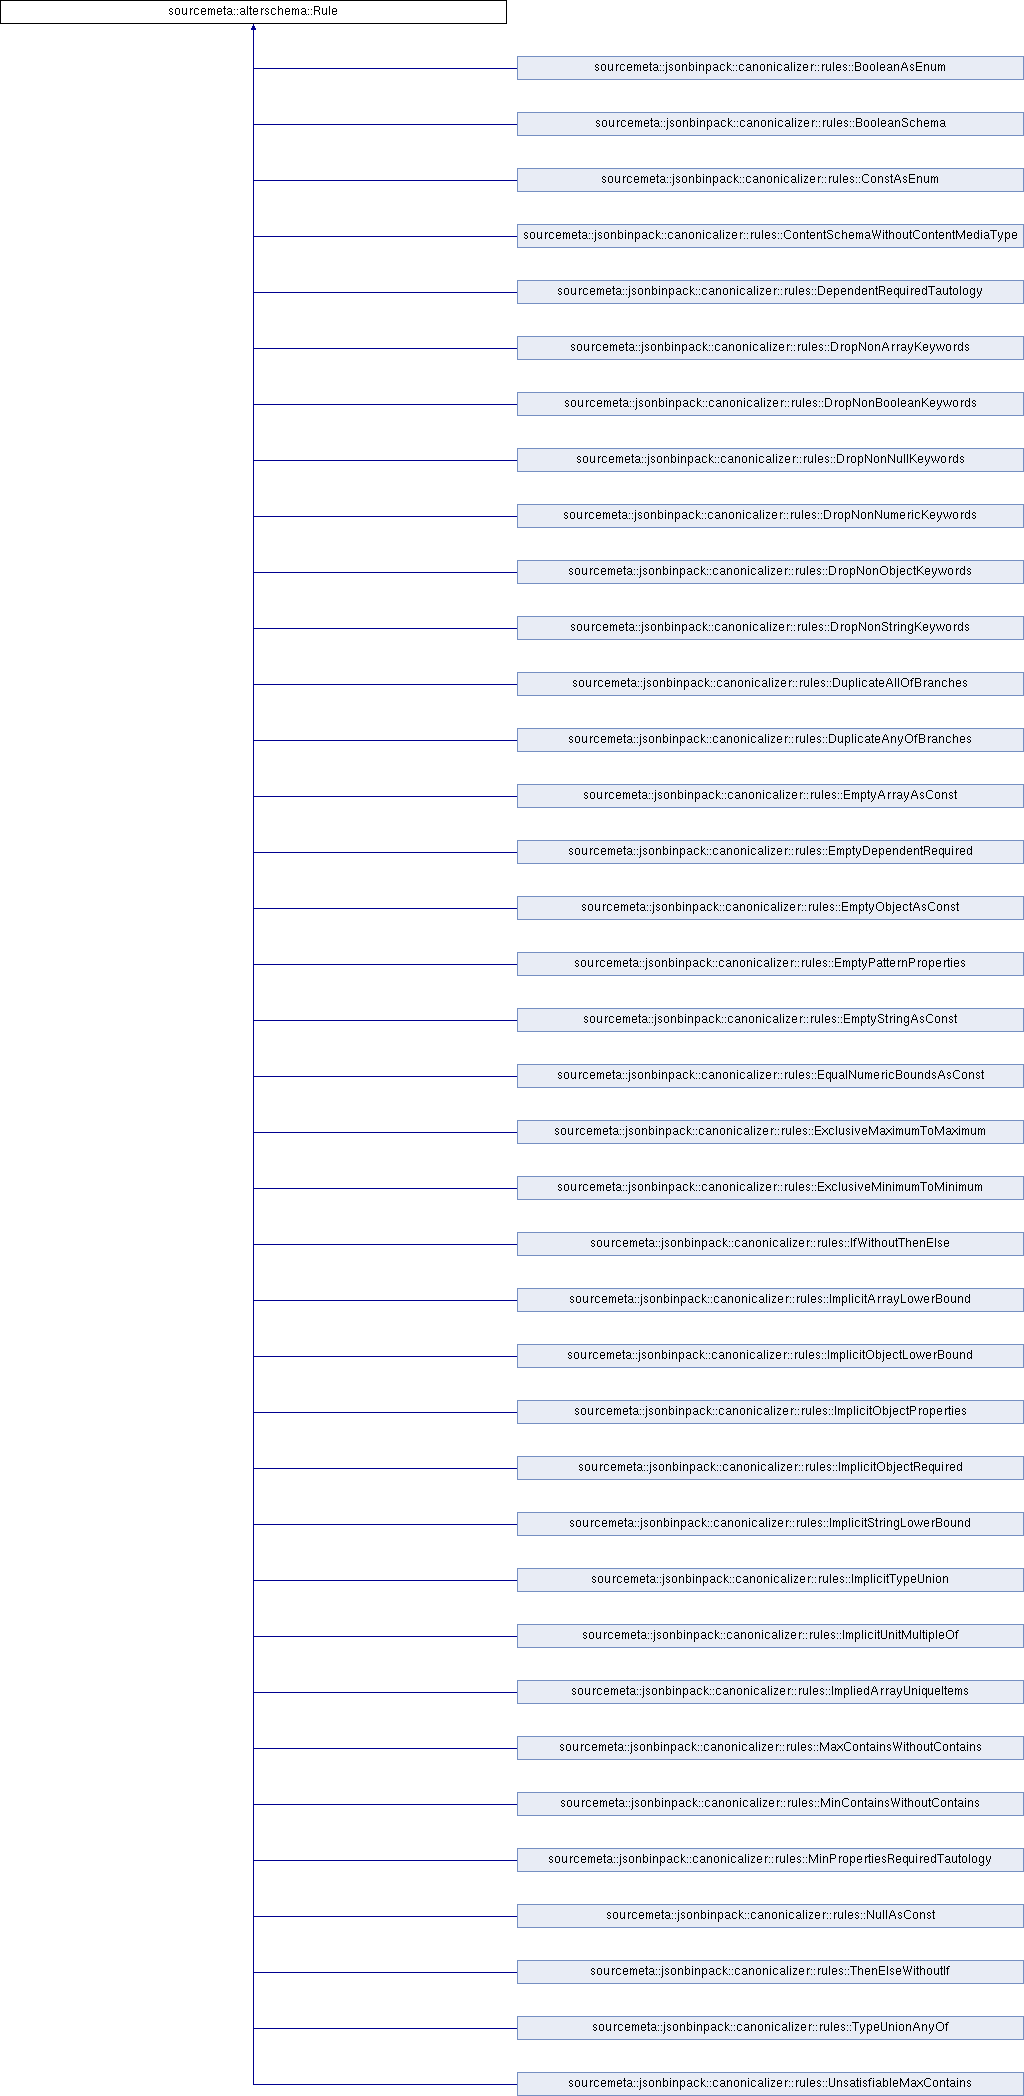 sourcemeta::alterschema::Rule
sourcemeta::jsonbinpack::canonicalizer::rules::BooleanAsEnum
sourcemeta::jsonbinpack::canonicalizer::rules::BooleanSchema
sourcemeta::jsonbinpack::canonicalizer::rules::ConstAsEnum
sourcemeta::jsonbinpack::canonicalizer::rules::ContentSchemaWithoutContentMediaType
sourcemeta::jsonbinpack::canonicalizer::rules::DependentRequiredTautology
sourcemeta::jsonbinpack::canonicalizer::rules::DropNonArrayKeywords
sourcemeta::jsonbinpack::canonicalizer::rules::DropNonBooleanKeywords
sourcemeta::jsonbinpack::canonicalizer::rules::DropNonNullKeywords
sourcemeta::jsonbinpack::canonicalizer::rules::DropNonNumericKeywords
sourcemeta::jsonbinpack::canonicalizer::rules::DropNonObjectKeywords
sourcemeta::jsonbinpack::canonicalizer::rules::DropNonStringKeywords
sourcemeta::jsonbinpack::canonicalizer::rules::DuplicateAllOfBranches
sourcemeta::jsonbinpack::canonicalizer::rules::DuplicateAnyOfBranches
sourcemeta::jsonbinpack::canonicalizer::rules::EmptyArrayAsConst
sourcemeta::jsonbinpack::canonicalizer::rules::EmptyDependentRequired
sourcemeta::jsonbinpack::canonicalizer::rules::EmptyObjectAsConst
sourcemeta::jsonbinpack::canonicalizer::rules::EmptyPatternProperties
sourcemeta::jsonbinpack::canonicalizer::rules::EmptyStringAsConst
sourcemeta::jsonbinpack::canonicalizer::rules::EqualNumericBoundsAsConst
sourcemeta::jsonbinpack::canonicalizer::rules::ExclusiveMaximumToMaximum
sourcemeta::jsonbinpack::canonicalizer::rules::ExclusiveMinimumToMinimum
sourcemeta::jsonbinpack::canonicalizer::rules::IfWithoutThenElse
sourcemeta::jsonbinpack::canonicalizer::rules::ImplicitArrayLowerBound
sourcemeta::jsonbinpack::canonicalizer::rules::ImplicitObjectLowerBound
sourcemeta::jsonbinpack::canonicalizer::rules::ImplicitObjectProperties
sourcemeta::jsonbinpack::canonicalizer::rules::ImplicitObjectRequired
sourcemeta::jsonbinpack::canonicalizer::rules::ImplicitStringLowerBound
sourcemeta::jsonbinpack::canonicalizer::rules::ImplicitTypeUnion
sourcemeta::jsonbinpack::canonicalizer::rules::ImplicitUnitMultipleOf
sourcemeta::jsonbinpack::canonicalizer::rules::ImpliedArrayUniqueItems
sourcemeta::jsonbinpack::canonicalizer::rules::MaxContainsWithoutContains
sourcemeta::jsonbinpack::canonicalizer::rules::MinContainsWithoutContains
sourcemeta::jsonbinpack::canonicalizer::rules::MinPropertiesRequiredTautology
sourcemeta::jsonbinpack::canonicalizer::rules::NullAsConst
sourcemeta::jsonbinpack::canonicalizer::rules::ThenElseWithoutIf
sourcemeta::jsonbinpack::canonicalizer::rules::TypeUnionAnyOf
sourcemeta::jsonbinpack::canonicalizer::rules::UnsatisfiableMaxContains